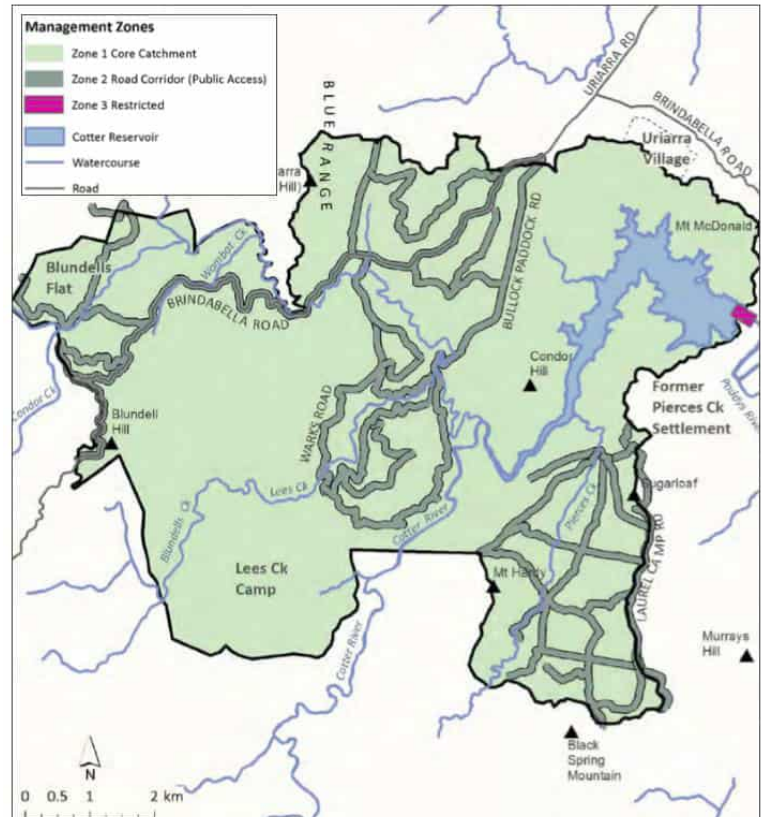 Management Zones
Zone 1 Core Catchment
Zone 2 Road Corridor (Public Access)
Zone 3 Restricted
Cotter Reservoir
Watercourse
Road
BLUE RANGE
URIARRA RD
BRINDABELLA ROAD
Uriarra
Village
arra
Hill)
Mt McDonald
Wombat Ck
Blundells
Flat
BRINDABELLA ROAD
BULLOCK PADDOCK RD
Condor
Hill
Former
Pierces Ck
Settlement
Condor Ck
Blundell
Hill
WARKS ROAD
Sugarloaf
Lees Ck
Pierces Ck
Blundells Ck
Cotter River
Lees Ck
Camp
Mt Hardy
LAUREL CAMP RD
Cotter River
Murrays
Hill
Black
Spring
Mountain
N
0 0.5 1 2 km